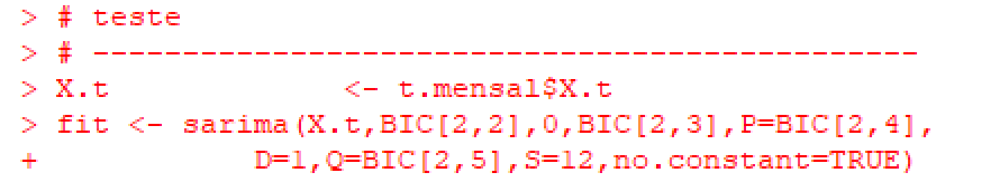 > # teste
> # ----------------------------------------------
> X.t             <- t.mensal$X.t
> fit <- sarima(X.t,BIC[2,2],0,BIC[2,3],P=BIC[2,4],
+            D=1,Q=BIC[2,5],S=12,no.constant=TRUE)